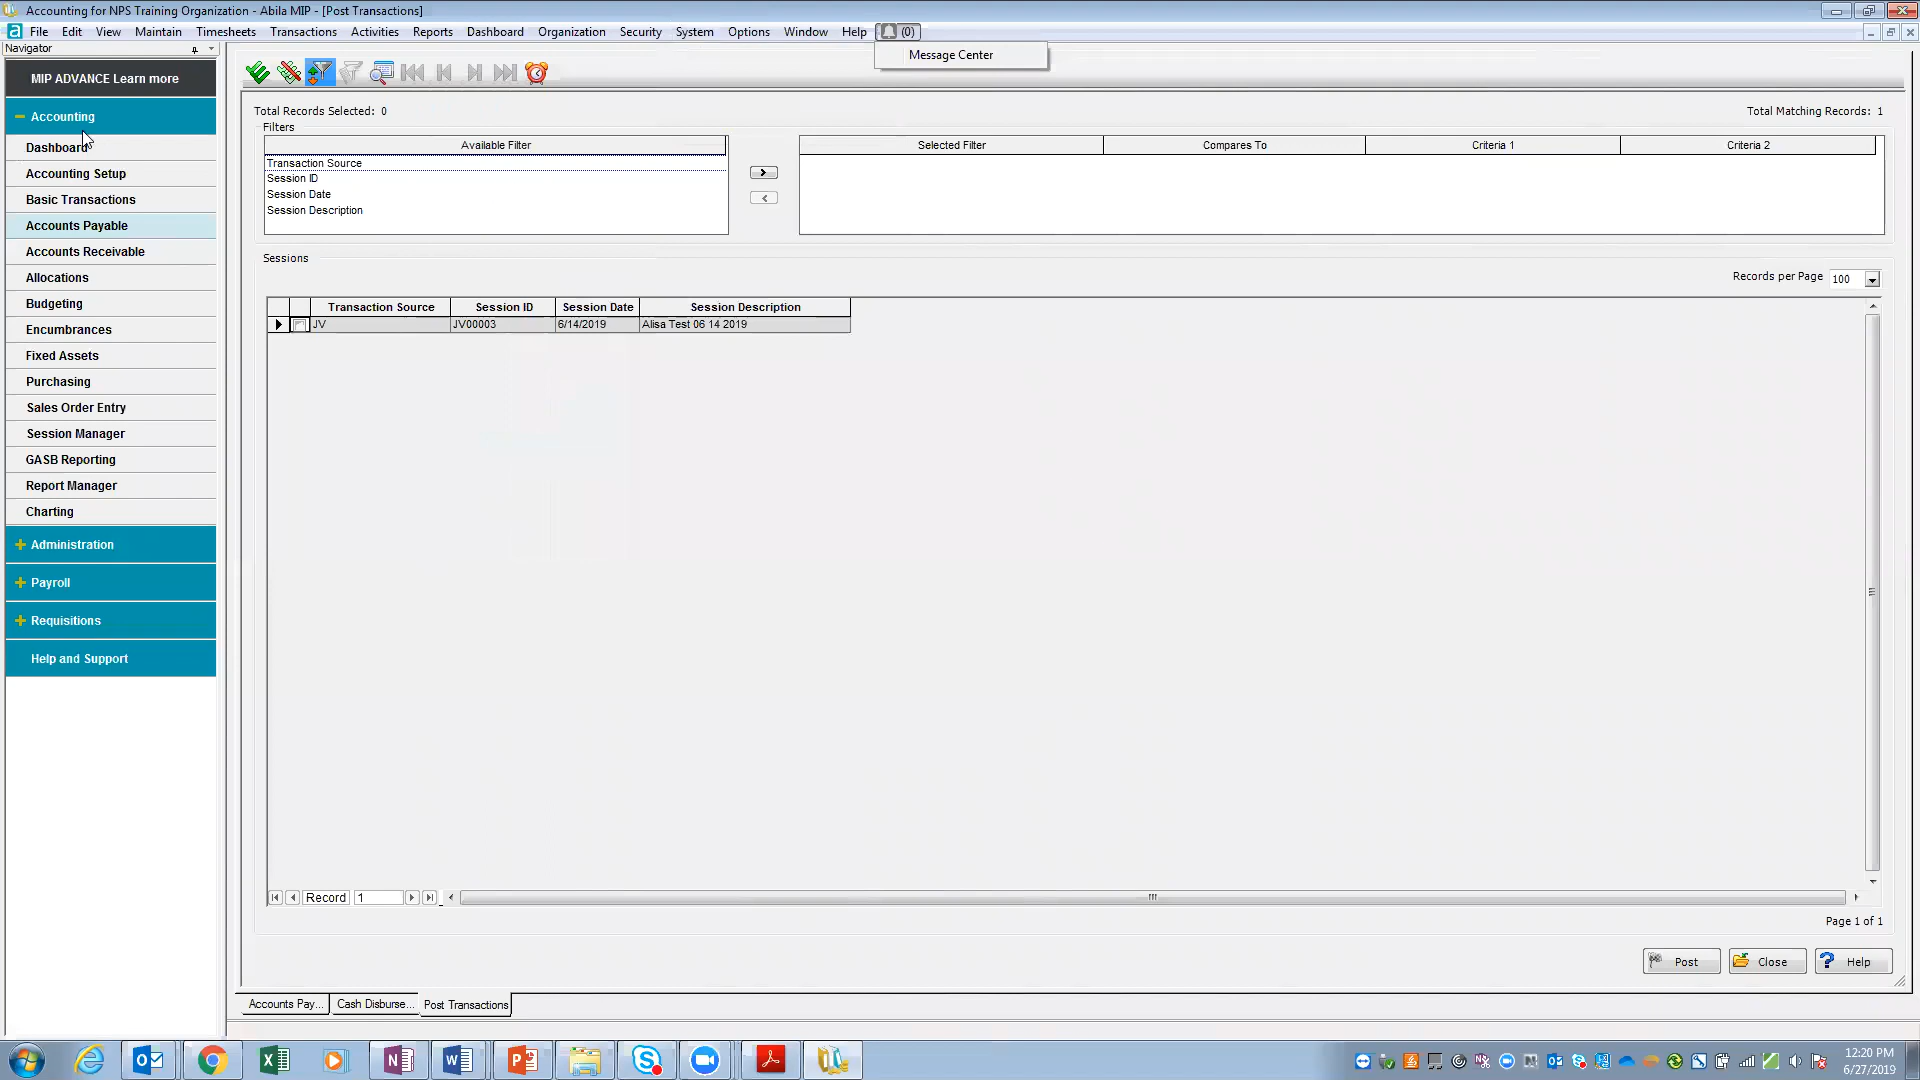 Accounting for NPS Training Organization - Abila MIP - [Post Transactions]
File Edit View Maintain Timesheets Transactions Activities Reports Dashboard Organization Security System Options Window Help (0)
Navigator
Message Center
MIP ADVANCE Learn more
Accounting
Dashboard
Accounting Setup
Basic Transactions
Accounts Payable
Accounts Receivable
Allocations
Budgeting
Encumbrances
Fixed Assets
Purchasing
Sales Order Entry
Session Manager
GASB Reporting
Report Manager
Charting
Administration
Payroll
Requisitions
Help and Support
Total Records Selected: 0
Total Matching Records: 1
Filters
Available Filter
Transaction Source
Session ID
Session Date
Session Description
>
<
Selected Filter Compares To Criteria 1 Criteria 2
Sessions
Records per Page 100
Transaction Source Session ID Session Date Session Description
JV JV00003 6/14/2019 Alisa Test 06 14 2019
Record 1
Page 1 of 1
Post Close Help
Accounts Pay... Cash Disburse... Post Transactions
12:20 PM
6/27/2019